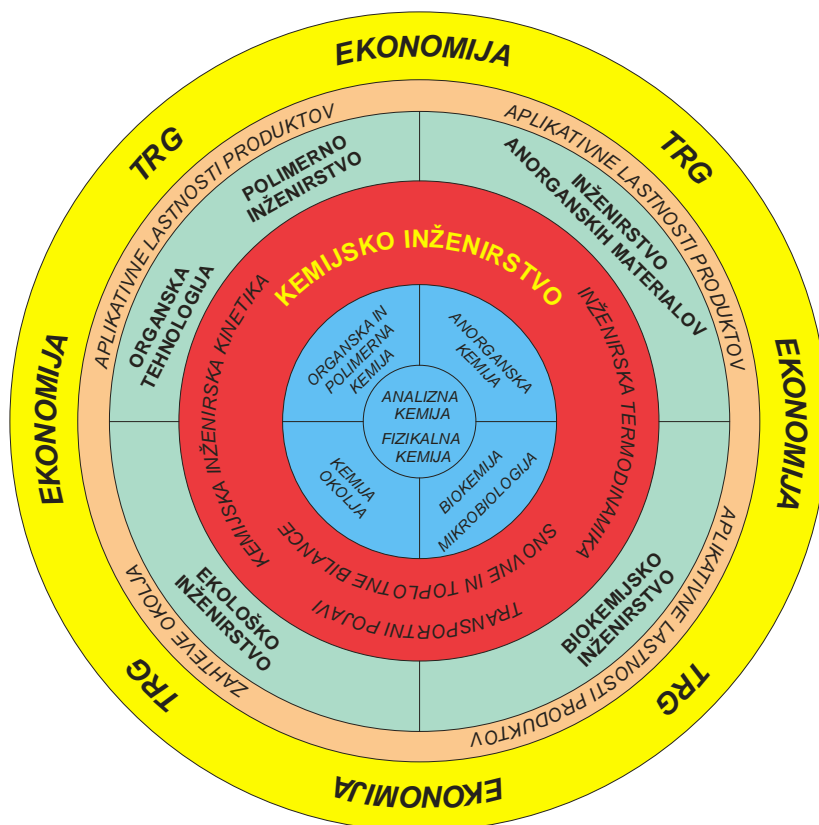 EKONOMIJA
TRG
TRG
APLIKATIVNE LASTNOSTI PRODUKTOV
APLIKATIVNE LASTNOSTI PRODUKTOV
POLIMERNO
INŽENIRSTVO
INŽENIRSTVO
ANORGANSKIH MATERIALOV
ORGANSKA
TEHNOLOGIJA
KEMIJSKO INŽENIRSTVO
KEMIJSKA INŽENIRSKA KINETIKA
INŽENIRSKA TERMODINAMIKA
ORGANSKA IN
POLIMERNA
KEMIJA
ANORGANSKA
KEMIJA
EKONOMIJA
EKONOMIJA
ANALIZNA
KEMIJA
FIZIKALNA
KEMIJA
KEMIJA
OKOLJA
BIOKEMIJA
MIKROBIOLOGIJA
SNOVNE IN TOPLOTNE BILANCE
TRANSPORTNI POJAVI
EKOLOŠKO
INŽENIRSTVO
BIOKEMIJSKO
INŽENIRSTVO
ZAHTEVE OKOLJA
APLIKATIVNE LASTNOSTI PRODUKTOV
TRG
TRG
EKONOMIJA